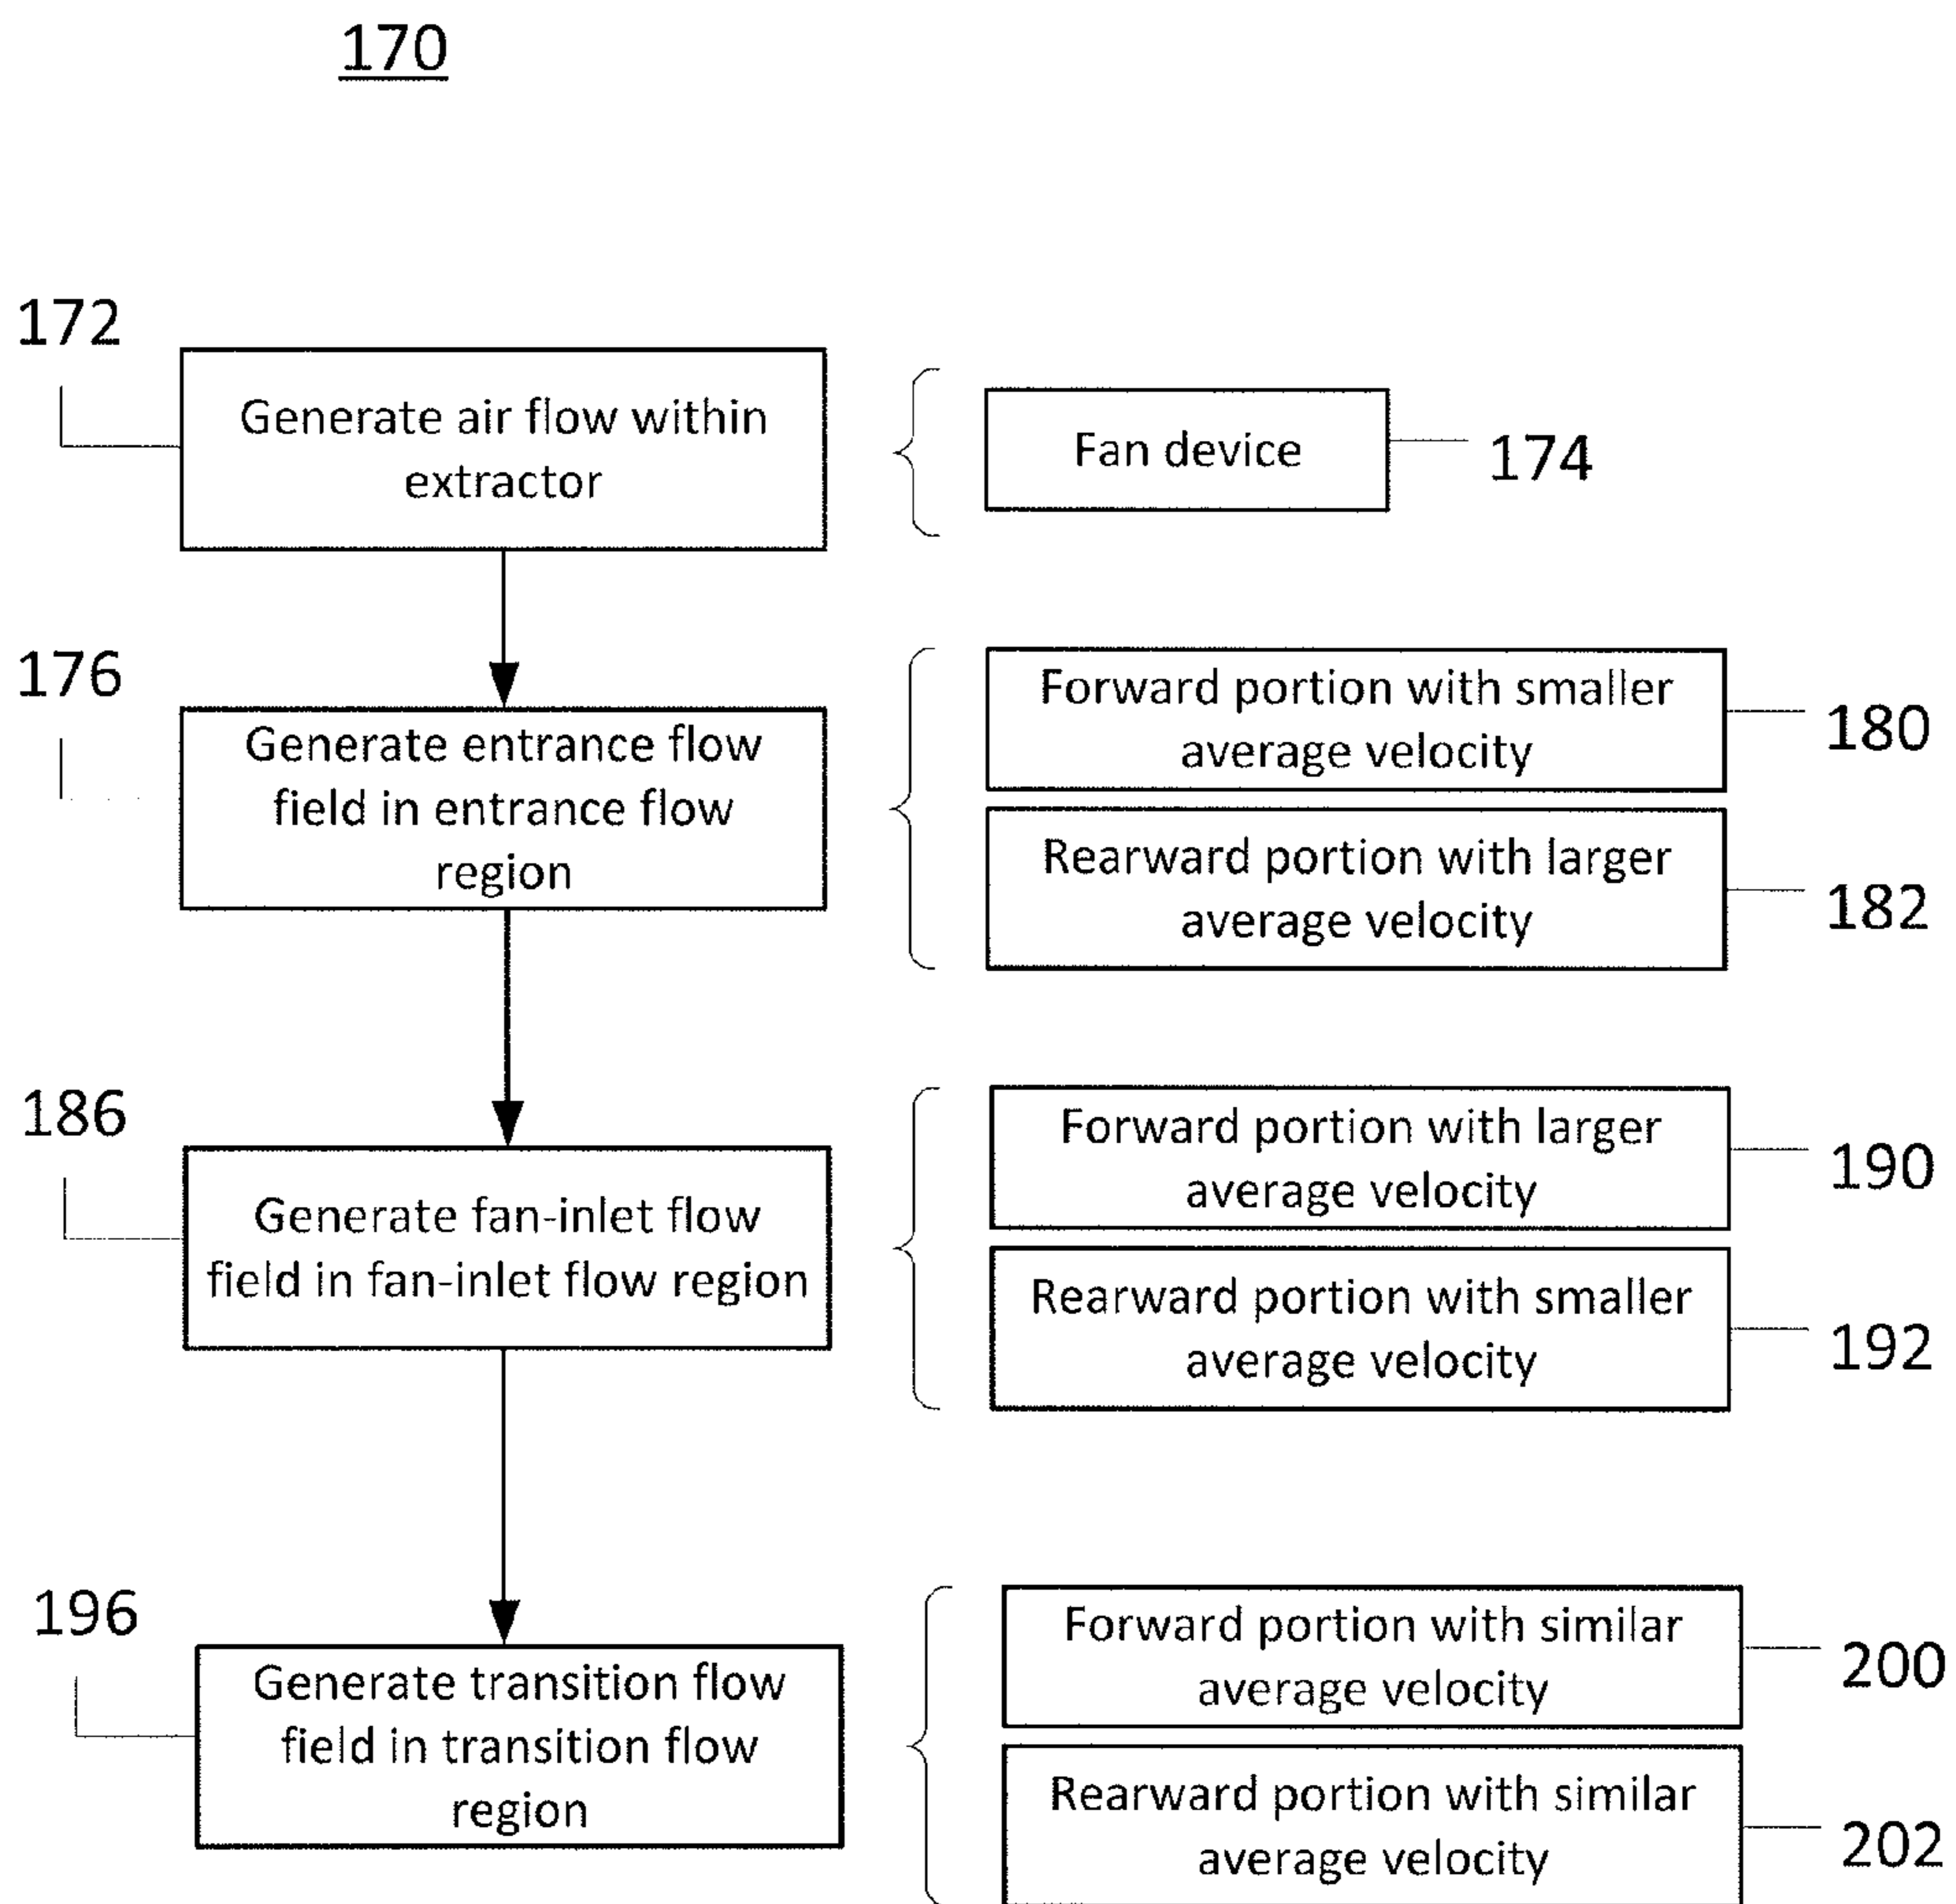 170
172
Generate air flow within
extractor
Fan device
174
176
Generate entrance flow
field in entrance flow
region
Forward portion with smaller
average velocity
180
Rearward portion with larger
average velocity
182
186
Generate fan-inlet flow
field in fan-inlet flow region
Forward portion with larger
average velocity
190
Rearward portion with smaller
average velocity
192
196
Generate transition flow
field in transition flow
region
Forward portion with similar
average velocity
200
Rearward portion with similar
average velocity
202